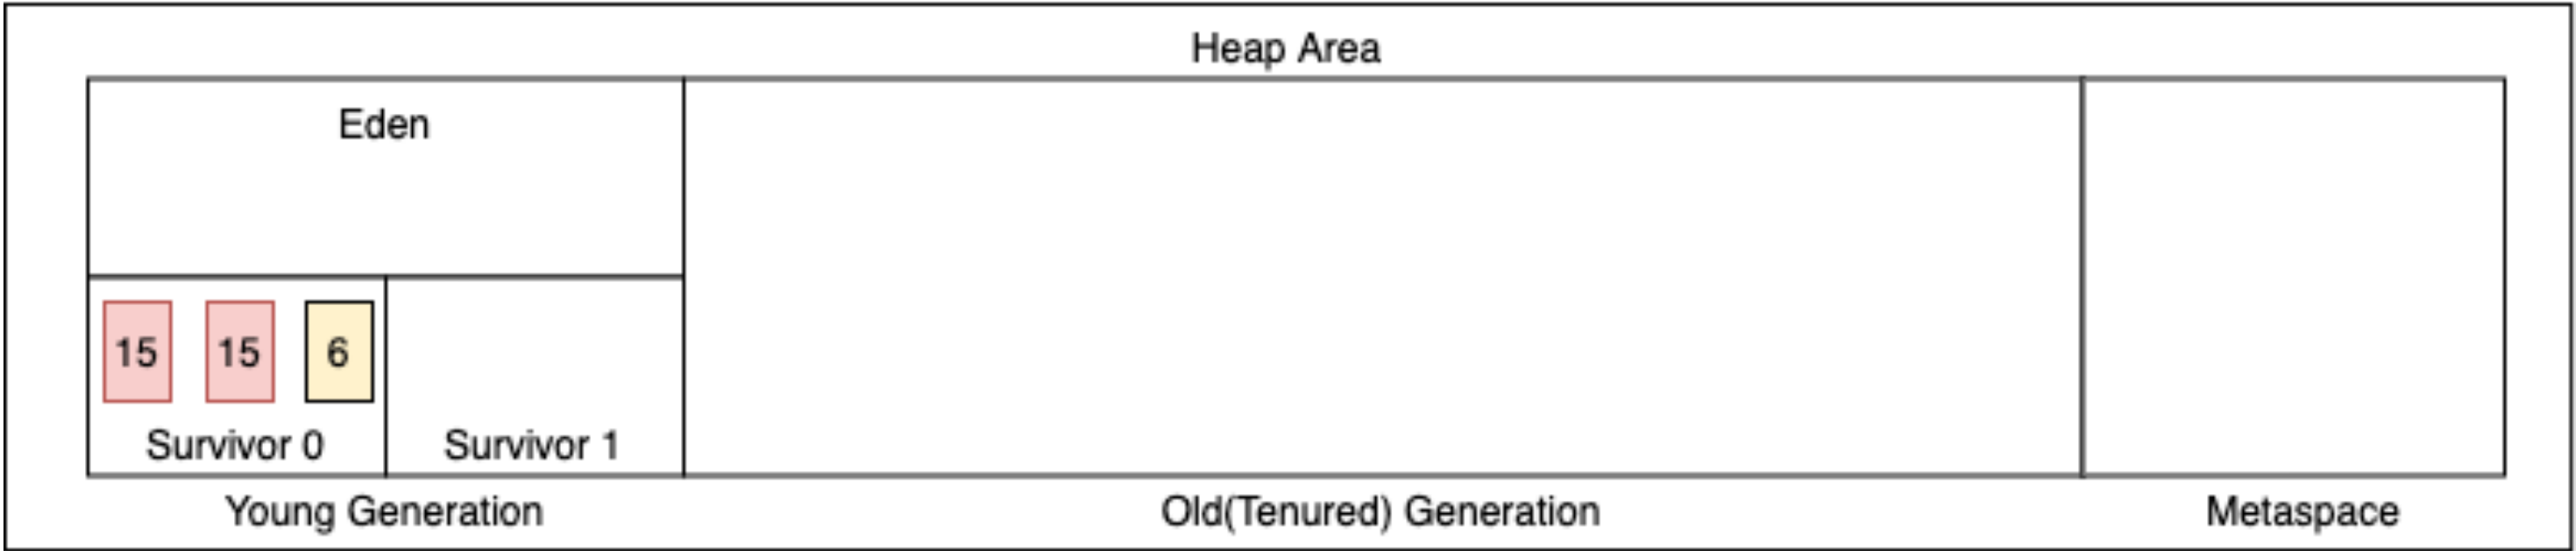 Heap Area
Eden
15 15 6
Survivor 0 Survivor 1
Young Generation Old(Tenured) Generation Metaspace